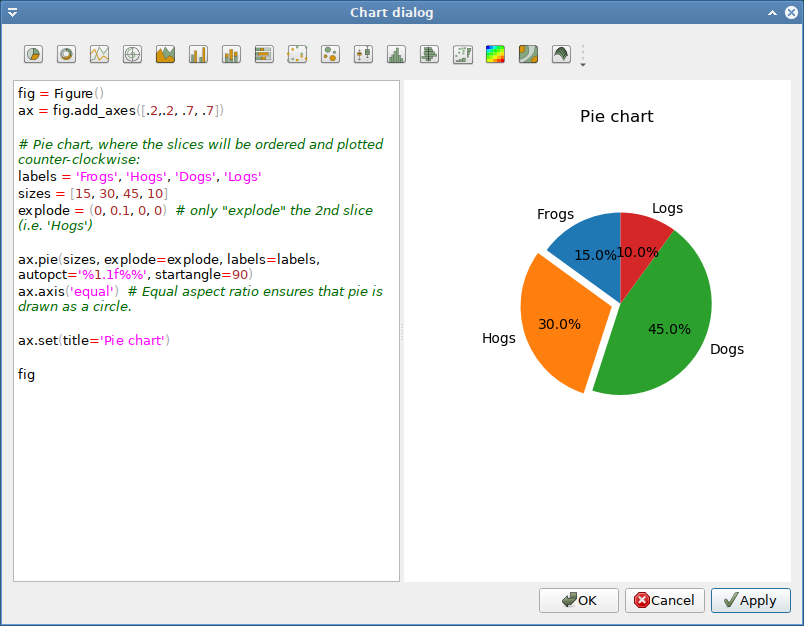 Chart dialog
fig = Figure()
ax = fig.add_axes([.2,.2, .7, .7])
# Pie chart, where the slices will be ordered and plotted
counter-clockwise:
labels = 'Frogs', 'Hogs', 'Dogs', 'Logs'
sizes = [15, 30, 45, 10]
explode = (0, 0.1, 0, 0)  # only "explode" the 2nd slice
(i.e. 'Hogs')
ax.pie(sizes, explode=explode, labels=labels,
autopct='%1.1f%%', startangle=90)
ax.axis('equal')  # Equal aspect ratio ensures that pie is
drawn as a circle.
ax.set(title='Pie chart')
fig
Pie chart
Frogs
Logs
15.0%
10.0%
Hogs
30.0%
45.0%
Dogs
OK
Cancel
Apply